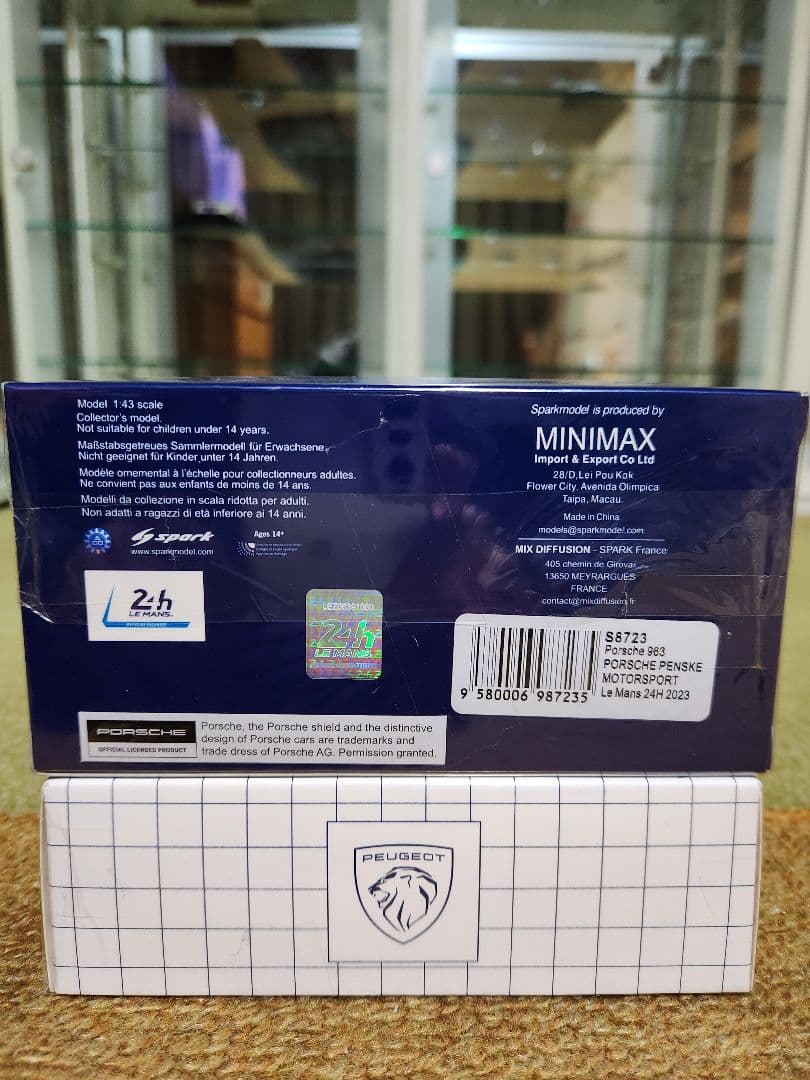 Model 1:43 scale
Collector's model.
Not suitable for children under 14 years.
Maßstabsgetreues Sammlermodell für Erwachsene.
Nicht geeignet für Kinder unter 14 Jahren.
Modèle ornemental à l'échelle pour collectionneurs adultes.
Ne convient pas aux enfants de moins de 14 ans.
Modelli da collezione in scala ridotta per adulti.
Non adatti a ragazzi di età inferiore ai 14 anni.
spark
www.sparkmodel.com
Ages 14+
24h
LE MANS
OFFICIAL PRODUCT
LEZ06391060
24h
LE MANS
Sparkmodel is produced by
MINIMAX
Import & Export Co Ltd
28/D,Lei Pou Kok
Flower City, Avenida Olimpica
Taipa, Macau.
Made in China
models@sparkmodel.com
MIX DIFFUSION - SPARK France
405 chemin de
13650 MEYRARGUES
FRANCE
contact@mixdiffusion.fr
S8723
Porsche 963
PORSCHE PENSKE
MOTORSPORT
Le Mans 24H 2023
9 580006 987235
PORSCHE
OFFICIAL LICENSED PRODUCT
Porsche, the Porsche shield and the distinctive
design of Porsche cars are trademarks and
trade dress of Porsche AG. Permission granted.
PEUGEOT